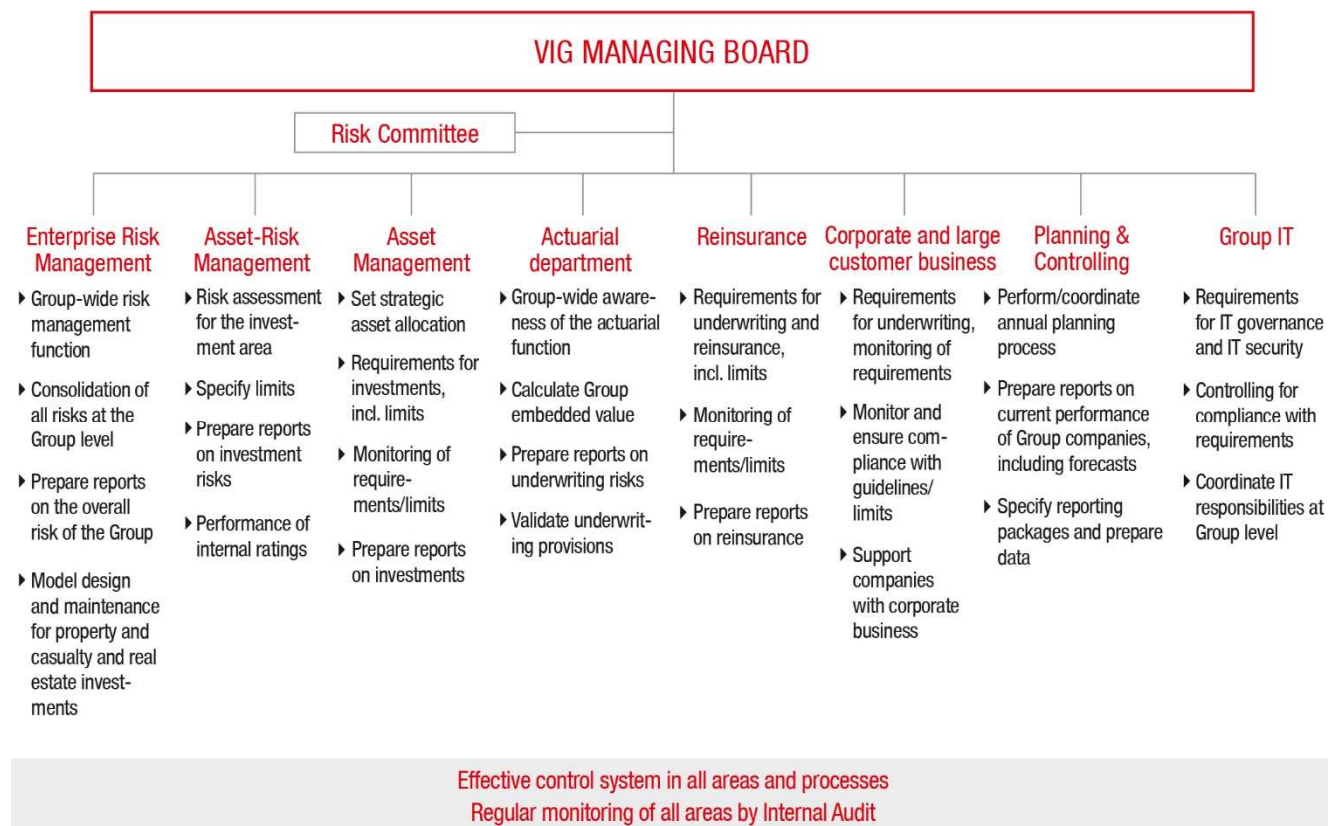 VIG MANAGING BOARD
Risk Committee
Enterprise Risk
Management
▶ Group-wide risk
management
function
▶ Consolidation of
all risks at the
Group level
▶ Prepare reports
on the overall
risk of the Group
▶ Model design
and maintenance
for property and
casualty and real
estate invest-
ments
Asset-Risk
Management
▶ Risk assessment
for the invest-
ment area
▶ Specify limits
▶ Prepare reports
on investment
risks
▶ Performance of
internal ratings
Asset
Management
▶ Set strategic
asset allocation
▶ Requirements for
investments,
incl. limits
▶ Monitoring of
require-
ments/limits
▶ Prepare reports
on investments
Actuarial
department
▶ Group-wide aware-
ness of the actuarial
function
▶ Calculate Group
embedded value
▶ Prepare reports on
underwriting risks
▶ Validate underwrit-
ing provisions
Reinsurance
▶ Requirements for
underwriting and
reinsurance,
incl. limits
▶ Monitoring of
require-
ments/limits
▶ Prepare reports
on reinsurance
Corporate and large
customer business
▶ Requirements
for underwriting,
monitoring of
requirements
▶ Monitor and
ensure com-
pliance with
guidelines/
limits
▶ Support
companies
with corporate
business
Planning &
Controlling
▶ Perform/coordinate
annual planning
process
▶ Prepare reports on
current performance
of Group companies,
including forecasts
▶ Specify reporting
packages and prepare
data
Group IT
▶ Requirements
for IT governance
and IT security
▶ Controlling for
compliance with
requirements
▶ Coordinate IT
responsibilities at
Group level
Effective control system in all areas and processes
Regular monitoring of all areas by Internal Audit